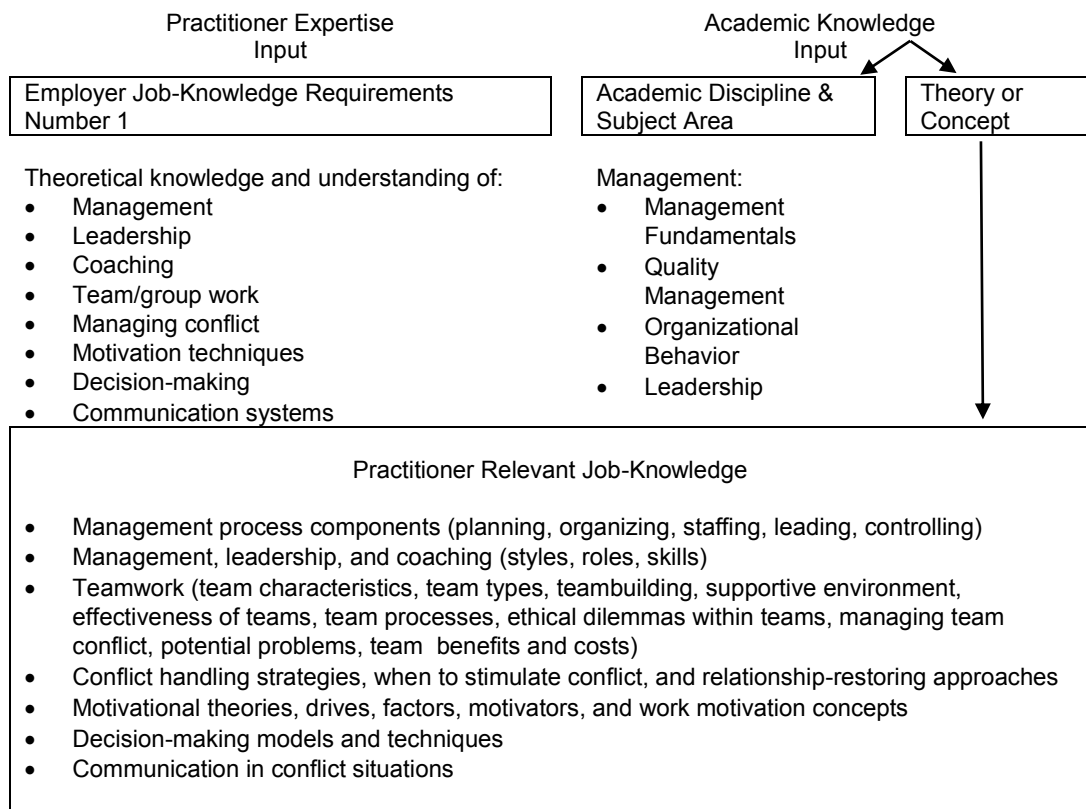 Practitioner Expertise
Input
Academic Knowledge
Input
Employer Job-Knowledge Requirements
Number 1
Academic Discipline &
Subject Area
Theory or
Concept
Theoretical knowledge and understanding of:
• Management
• Leadership
• Coaching
• Team/group work
• Managing conflict
• Motivation techniques
• Decision-making
• Communication systems
Management:
• Management
Fundamentals
• Quality
Management
• Organizational
Behavior
• Leadership
Practitioner Relevant Job-Knowledge
• Management process components (planning, organizing, staffing, leading, controlling)
• Management, leadership, and coaching (styles, roles, skills)
• Teamwork (team characteristics, team types, teambuilding, supportive environment,
effectiveness of teams, team processes, ethical dilemmas within teams, managing team
conflict, potential problems, team benefits and costs)
• Conflict handling strategies, when to stimulate conflict, and relationship-restoring approaches
• Motivational theories, drives, factors, motivators, and work motivation concepts
• Decision-making models and techniques
• Communication in conflict situations